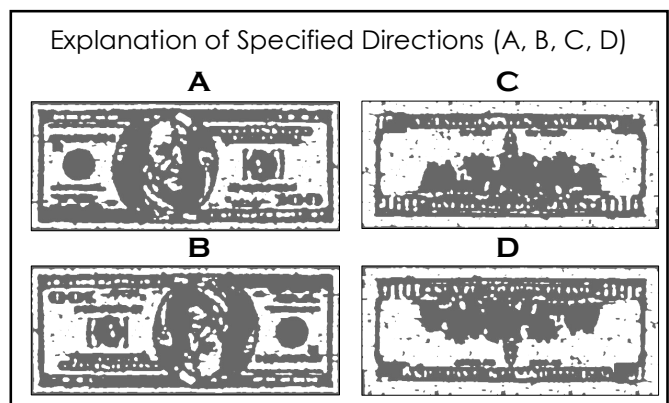 Explanation of Specified Directions (A, B, C, D)
A
C
B
D